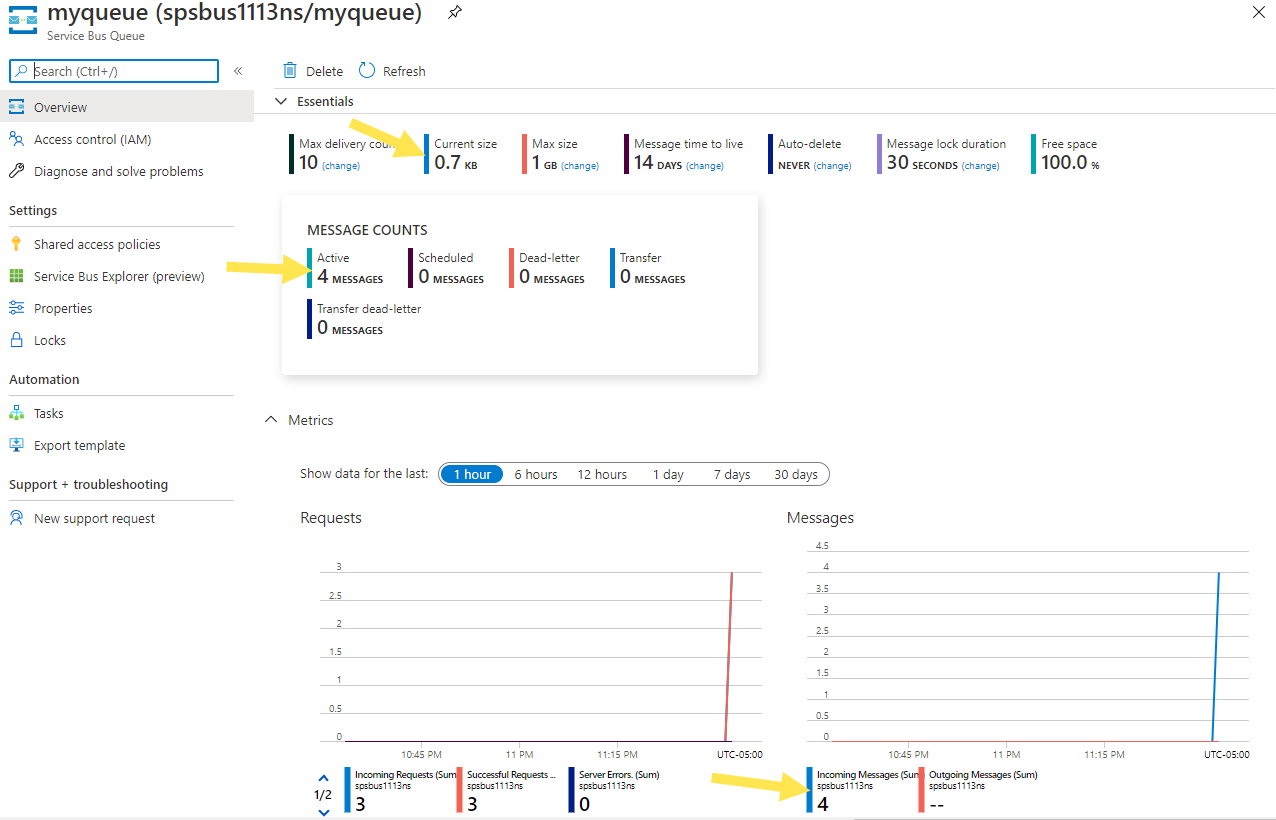 myqueue (spsbus1113ns/myqueue)
Service Bus Queue
Search (Ctrl+/)
«
Delete
Refresh
Overview
Access control (IAM)
Diagnose and solve problems
Settings
Shared access policies
Service Bus Explorer (preview)
Properties
Locks
Automation
Tasks
Export template
Support + troubleshooting
New support request
Essentials
Max delivery coun
10 (change)
Current size
0.7 KB
Max size
1 GB (change)
Message time to live
14 DAYS (change)
Auto-delete
NEVER (change)
Message lock duration
30 SECONDS (change)
Free space
100.0 %
MESSAGE COUNTS
Active
4 MESSAGES
Scheduled
0 MESSAGES
Dead-letter
0 MESSAGES
Transfer
0 MESSAGES
Transfer dead-letter
0 MESSAGES
Metrics
Show data for the last:
1 hour
6 hours
12 hours
1 day
7 days
30 days
Requests
3
2.5
2
1.5
1
0.5
0
10:45 PM
11 PM
11:15 PM
UTC-05:00
1/2
Incoming Requests (Sum)
spsbus1113ns
3
Successful Requests ...
spsbus1113ns
3
Server Errors. (Sum)
spsbus1113ns
0
Messages
4.5
4
3.5
3
2.5
2
1.5
1
0.5
0
10:45 PM
11 PM
11:15 PM
UTC-05:00
Incoming Messages (Sum
spsbus1113ns
4
Outgoing Messages (Sum)
spsbus1113ns
--